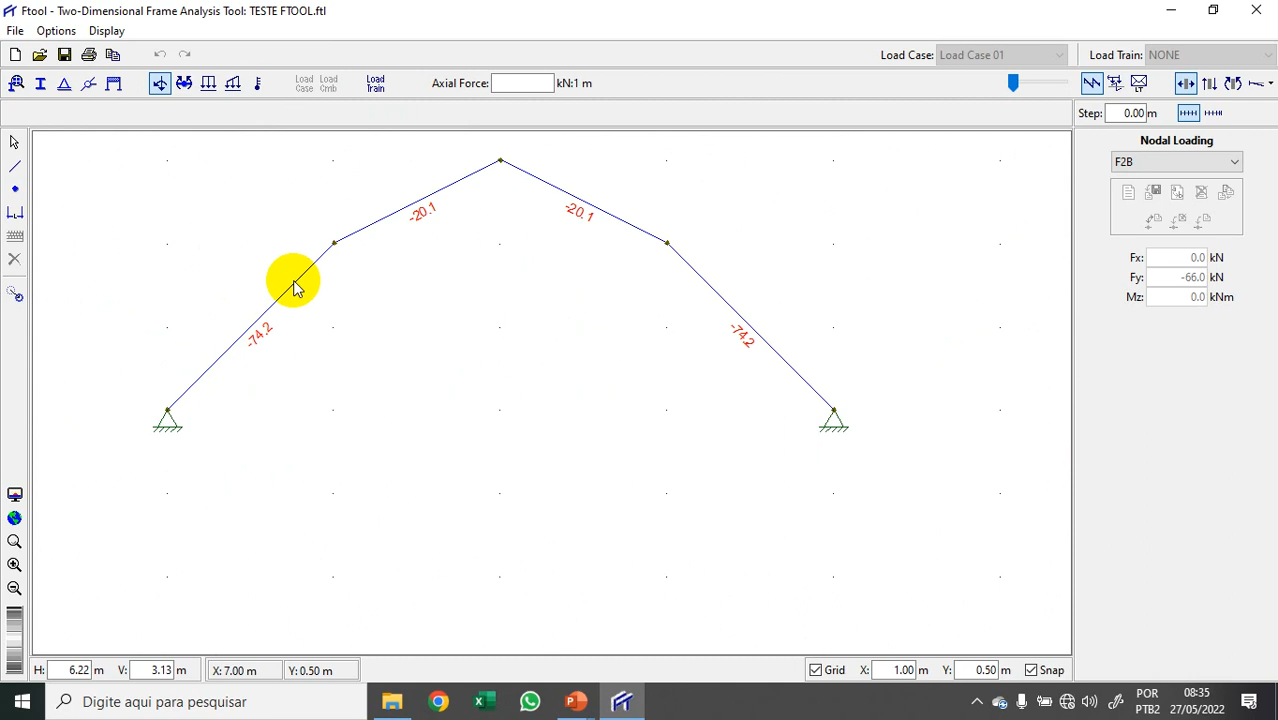 Ftool - Two-Dimensional Frame Analysis Tool: TESTE FTOOL.ftl
File Options Display
Load Case: Load Case 01 Load Train: NONE
Load Case Load Cmb Load Train Axial Force: kN:1 m
Step: 0.00 m
Nodal Loading
F2B
Fx: 0.0 kN
Fy: -66.0 kN
Mz: 0.0 kNm
-20.1 -20.1
-74.2 -74.2
H: 6.22 m V: 3.13 m X: 7.00 m Y: 0.50 m Grid X: 1.00 m Y: 0.50 m Snap
Digite aqui para pesquisar
POR 08:35
PTB2 27/05/2022